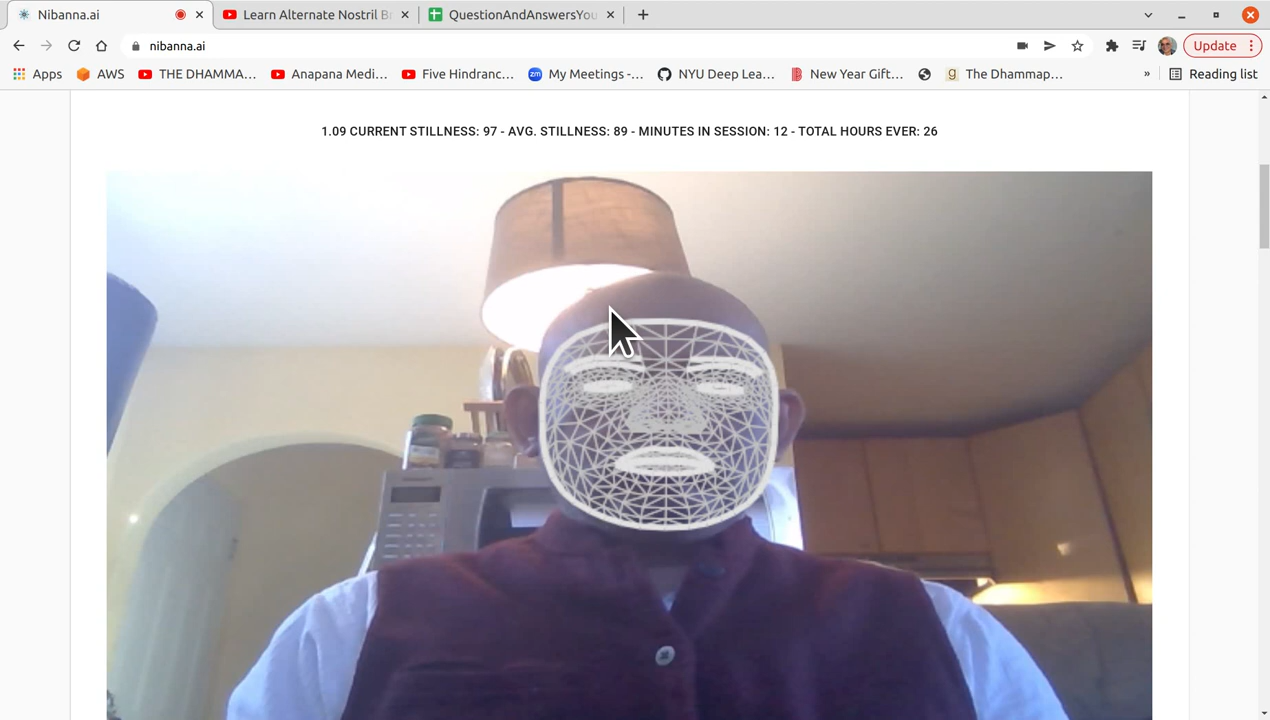 Nibanna.ai
Learn Alternate Nostril B
QuestionAndAnswersYou
nibanna.ai
Update
Apps
AWS
THE DHAMMA...
Anapana Medi...
Five Hindranc...
zm
My Meetings -...
NYU Deep Lea...
New Year Gift...
g
The Dhammap...
»
Reading list
1.09 CURRENT STILLNESS: 97 - AVG. STILLNESS: 89 - MINUTES IN SESSION: 12 - TOTAL HOURS EVER: 26